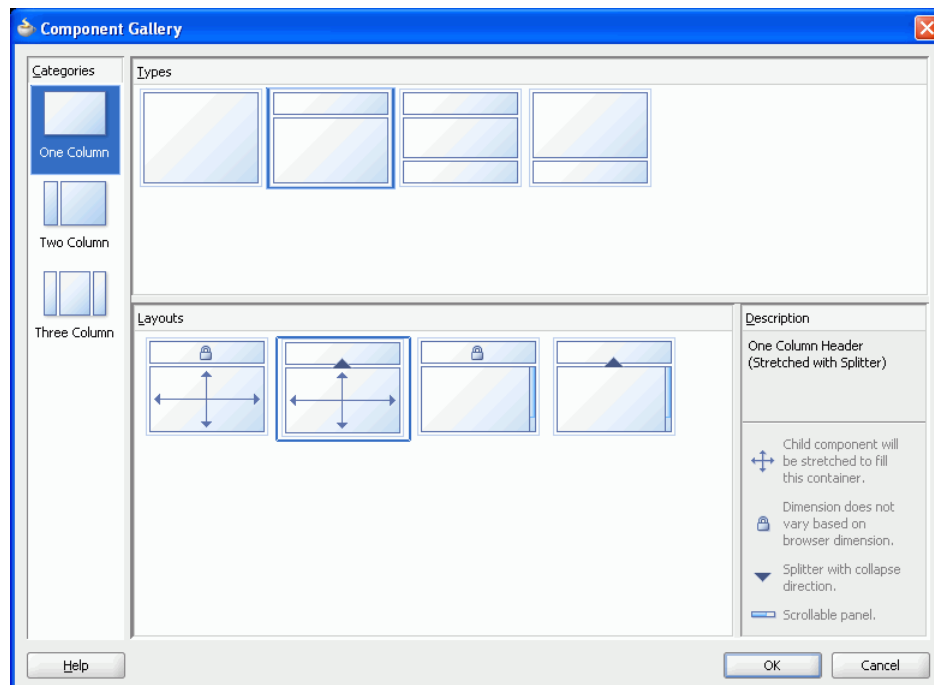 Component Gallery
Categories
Types
One Column
Two Column
Three Column
Layouts
Description
One Column Header
(Stretched with Splitter)
Child component will
be stretched to fill
this container.
Dimension does not
vary based on
browser dimension.
Splitter with collapse
direction.
Scrollable panel.
Help
OK
Cancel